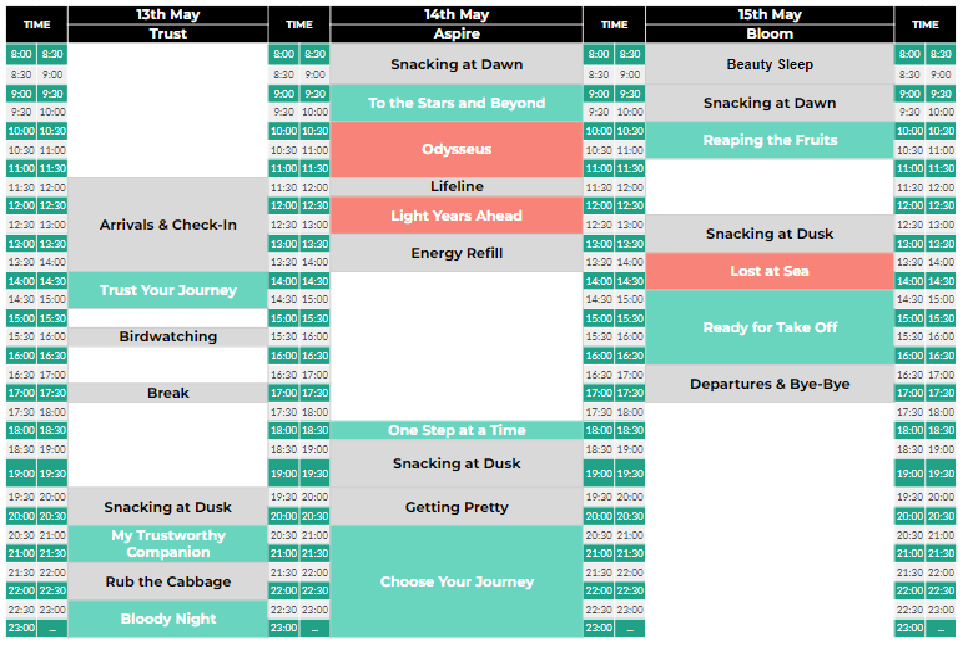 TIME 13th May TIME 14th May TIME 15th May TIME
Trust Aspire Bloom
8:00 8:30 8:00 8:30 Snacking at Dawn 8:00 8:30 Beauty Sleep 8:00 8:30
8:30 9:00 8:30 9:00 8:30 9:00 8:30 9:00
9:00 9:30 9:00 9:30 To the Stars and Beyond 9:00 9:30 Snacking at Dawn 9:00 9:30
9:30 10:00 9:30 10:00 9:30 10:00 9:30 10:00
10:00 10:30 10:00 10:30 Odysseus 10:00 10:30 Reaping the Fruits 10:00 10:30
10:30 11:00 10:30 11:00 10:30 11:00 10:30 11:00
11:00 11:30 11:00 11:30 11:00 11:30 11:00 11:30
11:30 12:00 Arrivals & Check-In 11:30 12:00 Lifeline 11:30 12:00 11:30 12:00
12:00 12:30 12:00 12:30 Light Years Ahead 12:00 12:30 12:00 12:30
12:30 13:00 12:30 13:00 12:30 13:00 Snacking at Dusk 12:30 13:00
13:00 13:30 13:00 13:30 Energy Refill 13:00 13:30 13:00 13:30
13:30 14:00 13:30 14:00 13:30 14:00 Lost at Sea 13:30 14:00
14:00 14:30 Trust Your Journey 14:00 14:30 14:00 14:30 14:00 14:30
14:30 15:00 14:30 15:00 14:30 15:00 Ready for Take Off 14:30 15:00
15:00 15:30 15:00 15:30 15:00 15:30 15:00 15:30
15:30 16:00 Birdwatching 15:30 16:00 15:30 16:00 15:30 16:00
16:00 16:30 16:00 16:30 16:00 16:30 16:00 16:30
16:30 17:00 16:30 17:00 16:30 17:00 Departures & Bye-Bye 16:30 17:00
17:00 17:30 Break 17:00 17:30 17:00 17:30 17:00 17:30
17:30 18:00 17:30 18:00 17:30 18:00 17:30 18:00
18:00 18:30 18:00 18:30 One Step at a Time 18:00 18:30 18:00 18:30
18:30 19:00 18:30 19:00 Snacking at Dusk 18:30 19:00 18:30 19:00
19:00 19:30 19:00 19:30 19:00 19:30 19:00 19:30
19:30 20:00 Snacking at Dusk 19:30 20:00 Getting Pretty 19:30 20:00 19:30 20:00
20:00 20:30 20:00 20:30 20:00 20:30 20:00 20:30
20:30 21:00 My Trustworthy 20:30 21:00 Choose Your Journey 20:30 21:00 20:30 21:00
21:00 21:30 Companion 21:00 21:30 21:00 21:30 21:00 21:30
21:30 22:00 Rub the Cabbage 21:30 22:00 21:30 22:00 21:30 22:00
22:00 22:30 22:00 22:30 22:00 22:30 22:00 22:30
22:30 23:00 Bloody Night 22:30 23:00 22:30 23:00 22:30 23:00
23:00 ... 23:00 ... 23:00 ... 23:00 ...